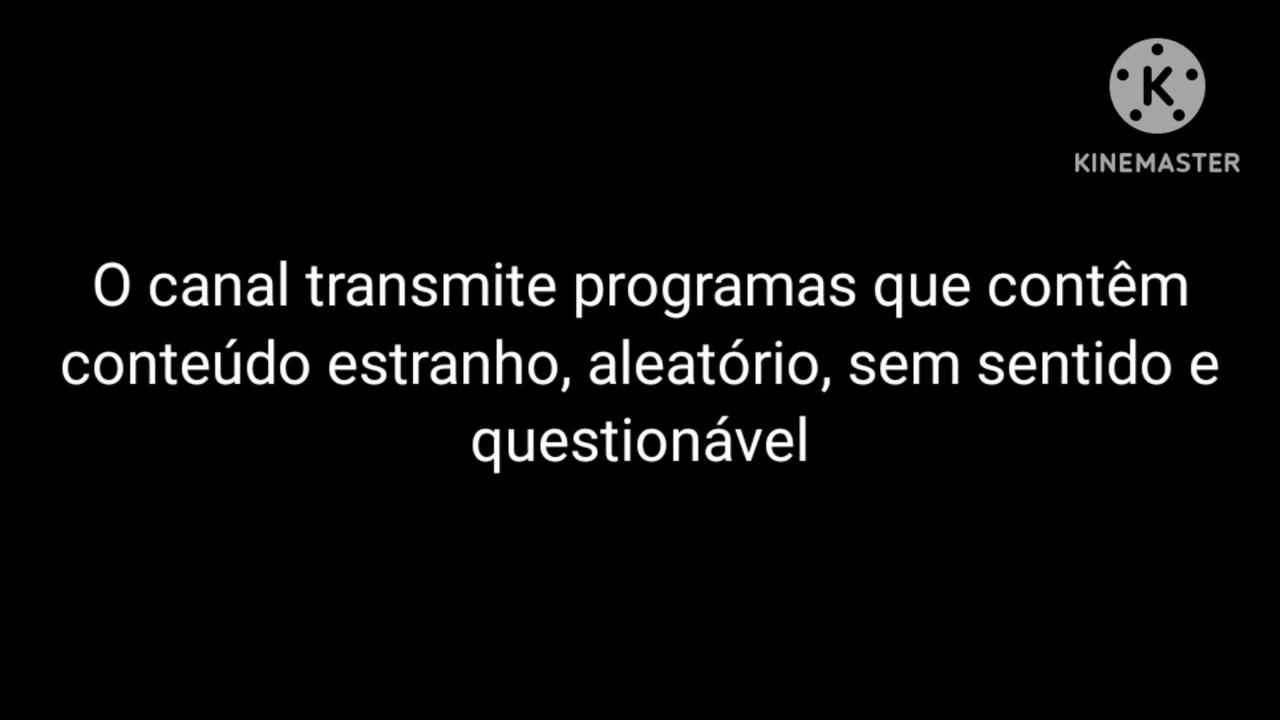 K
KINEMASTER
O canal transmite programas que contêm
conteúdo estranho, aleatório, sem sentido e
questionável